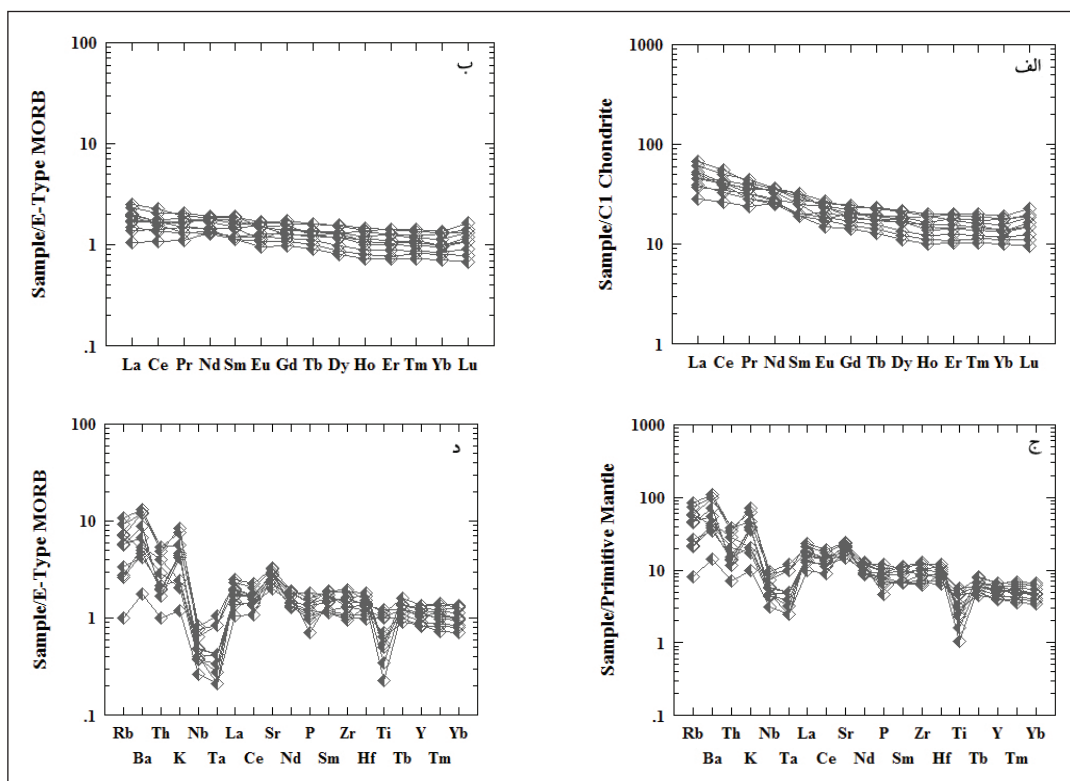 ب
100
10
1
.1
Sample/E-Type MORB
La Ce Pr Nd Sm Eu Gd Tb Dy Ho Er Tm Yb Lu
الف
1000
100
10
1
Sample/C1 Chondrite
La Ce Pr Nd Sm Eu Gd Tb Dy Ho Er Tm Yb Lu
د
100
10
1
.1
Sample/E-Type MORB
Rb Th Nb La Sr P Zr Ti Y Yb
Ba K Ta Ce Nd Sm Hf Tb Tm
ج
1000
100
10
1
.1
Sample/Primitive Mantle
Rb Th Nb La Sr P Zr Ti Y Yb
Ba K Ta Ce Nd Sm Hf Tb Tm